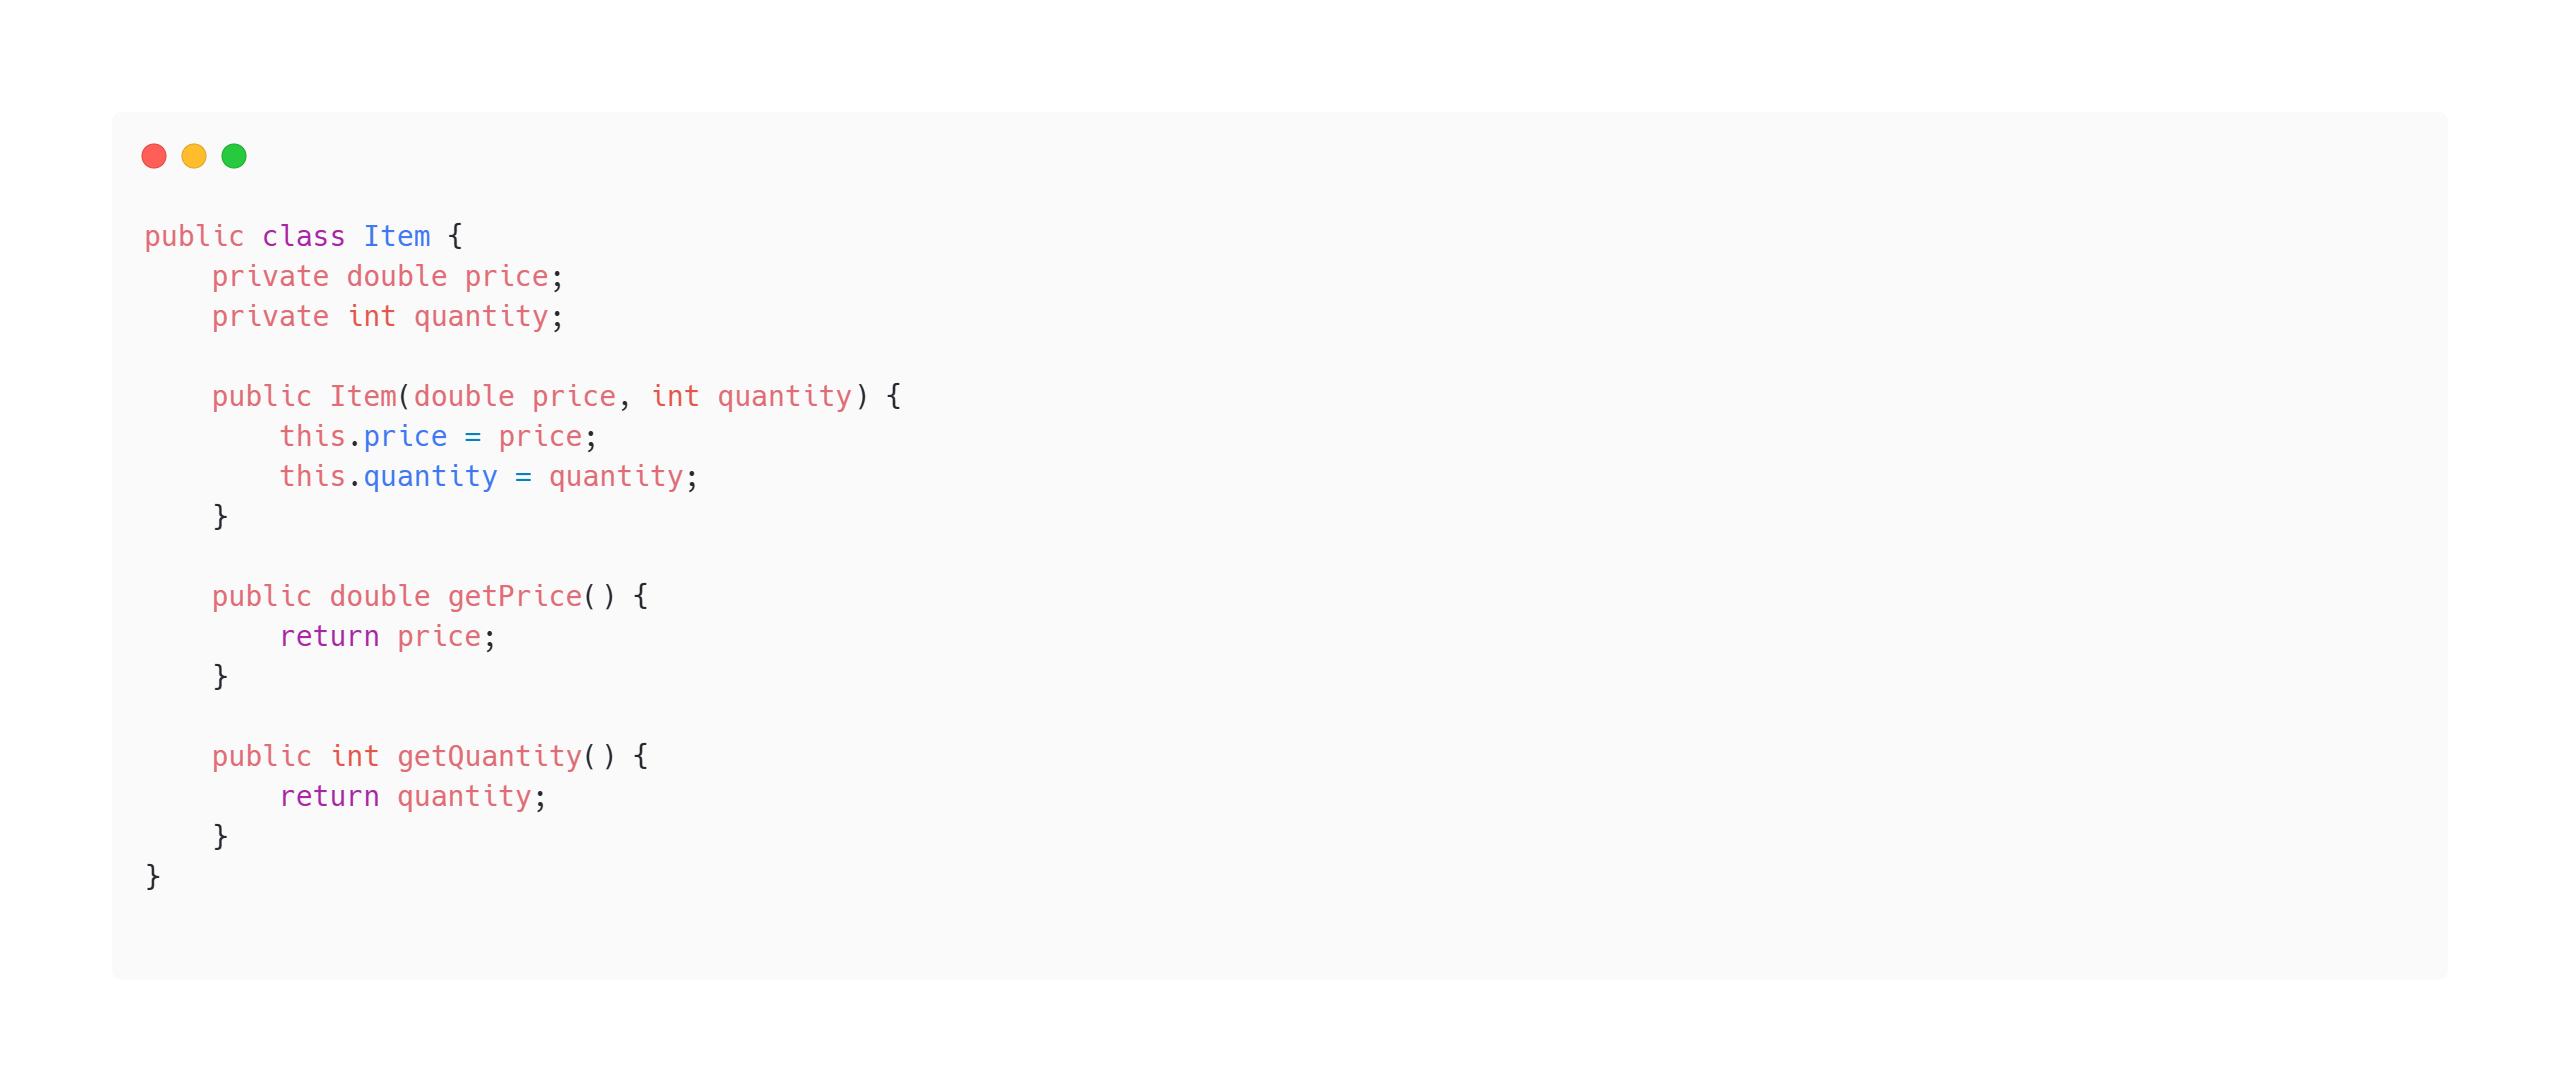 public class Item {
    private double price;
    private int quantity;

    public Item(double price, int quantity) {
        this.price = price;
        this.quantity = quantity;
    }

    public double getPrice() {
        return price;
    }

    public int getQuantity() {
        return quantity;
    }
}